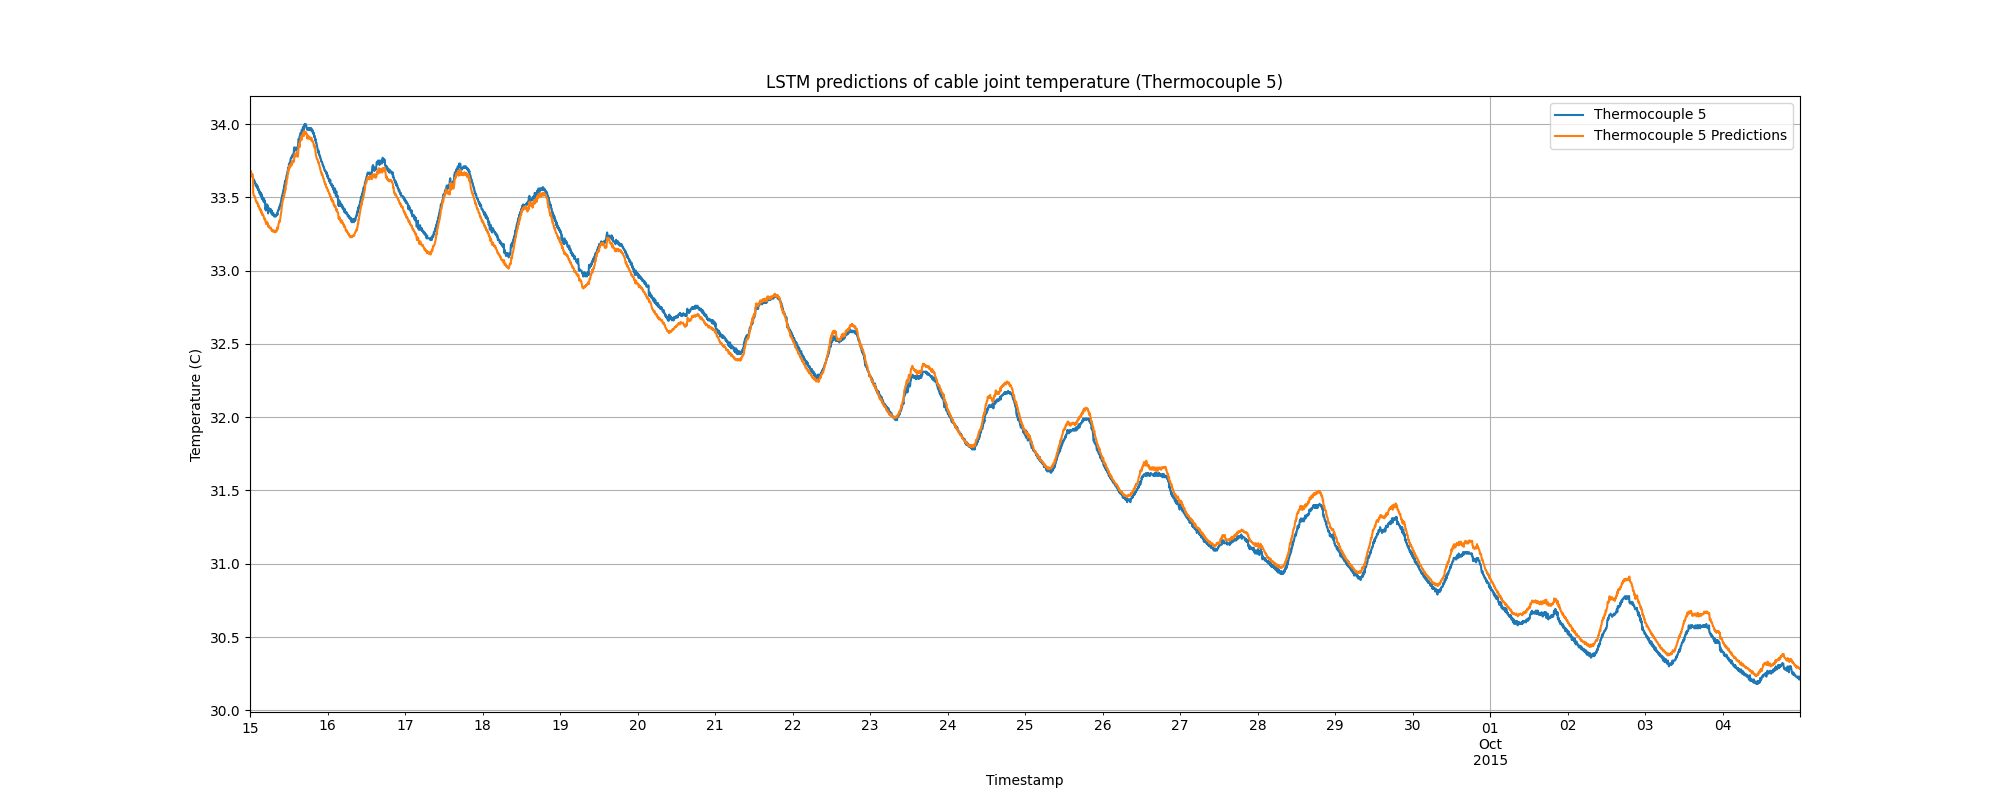 LSTM predictions of cable joint temperature (Thermocouple 5)
Thermocouple 5
Thermocouple 5 Predictions
Temperature (C)
34.0
33.5
33.0
32.5
32.0
31.5
31.0
30.5
30.0
15 16 17 18 19 20 21 22 23 24 25 26 27 28 29 30 01 02 03 04
Oct
2015
Timestamp